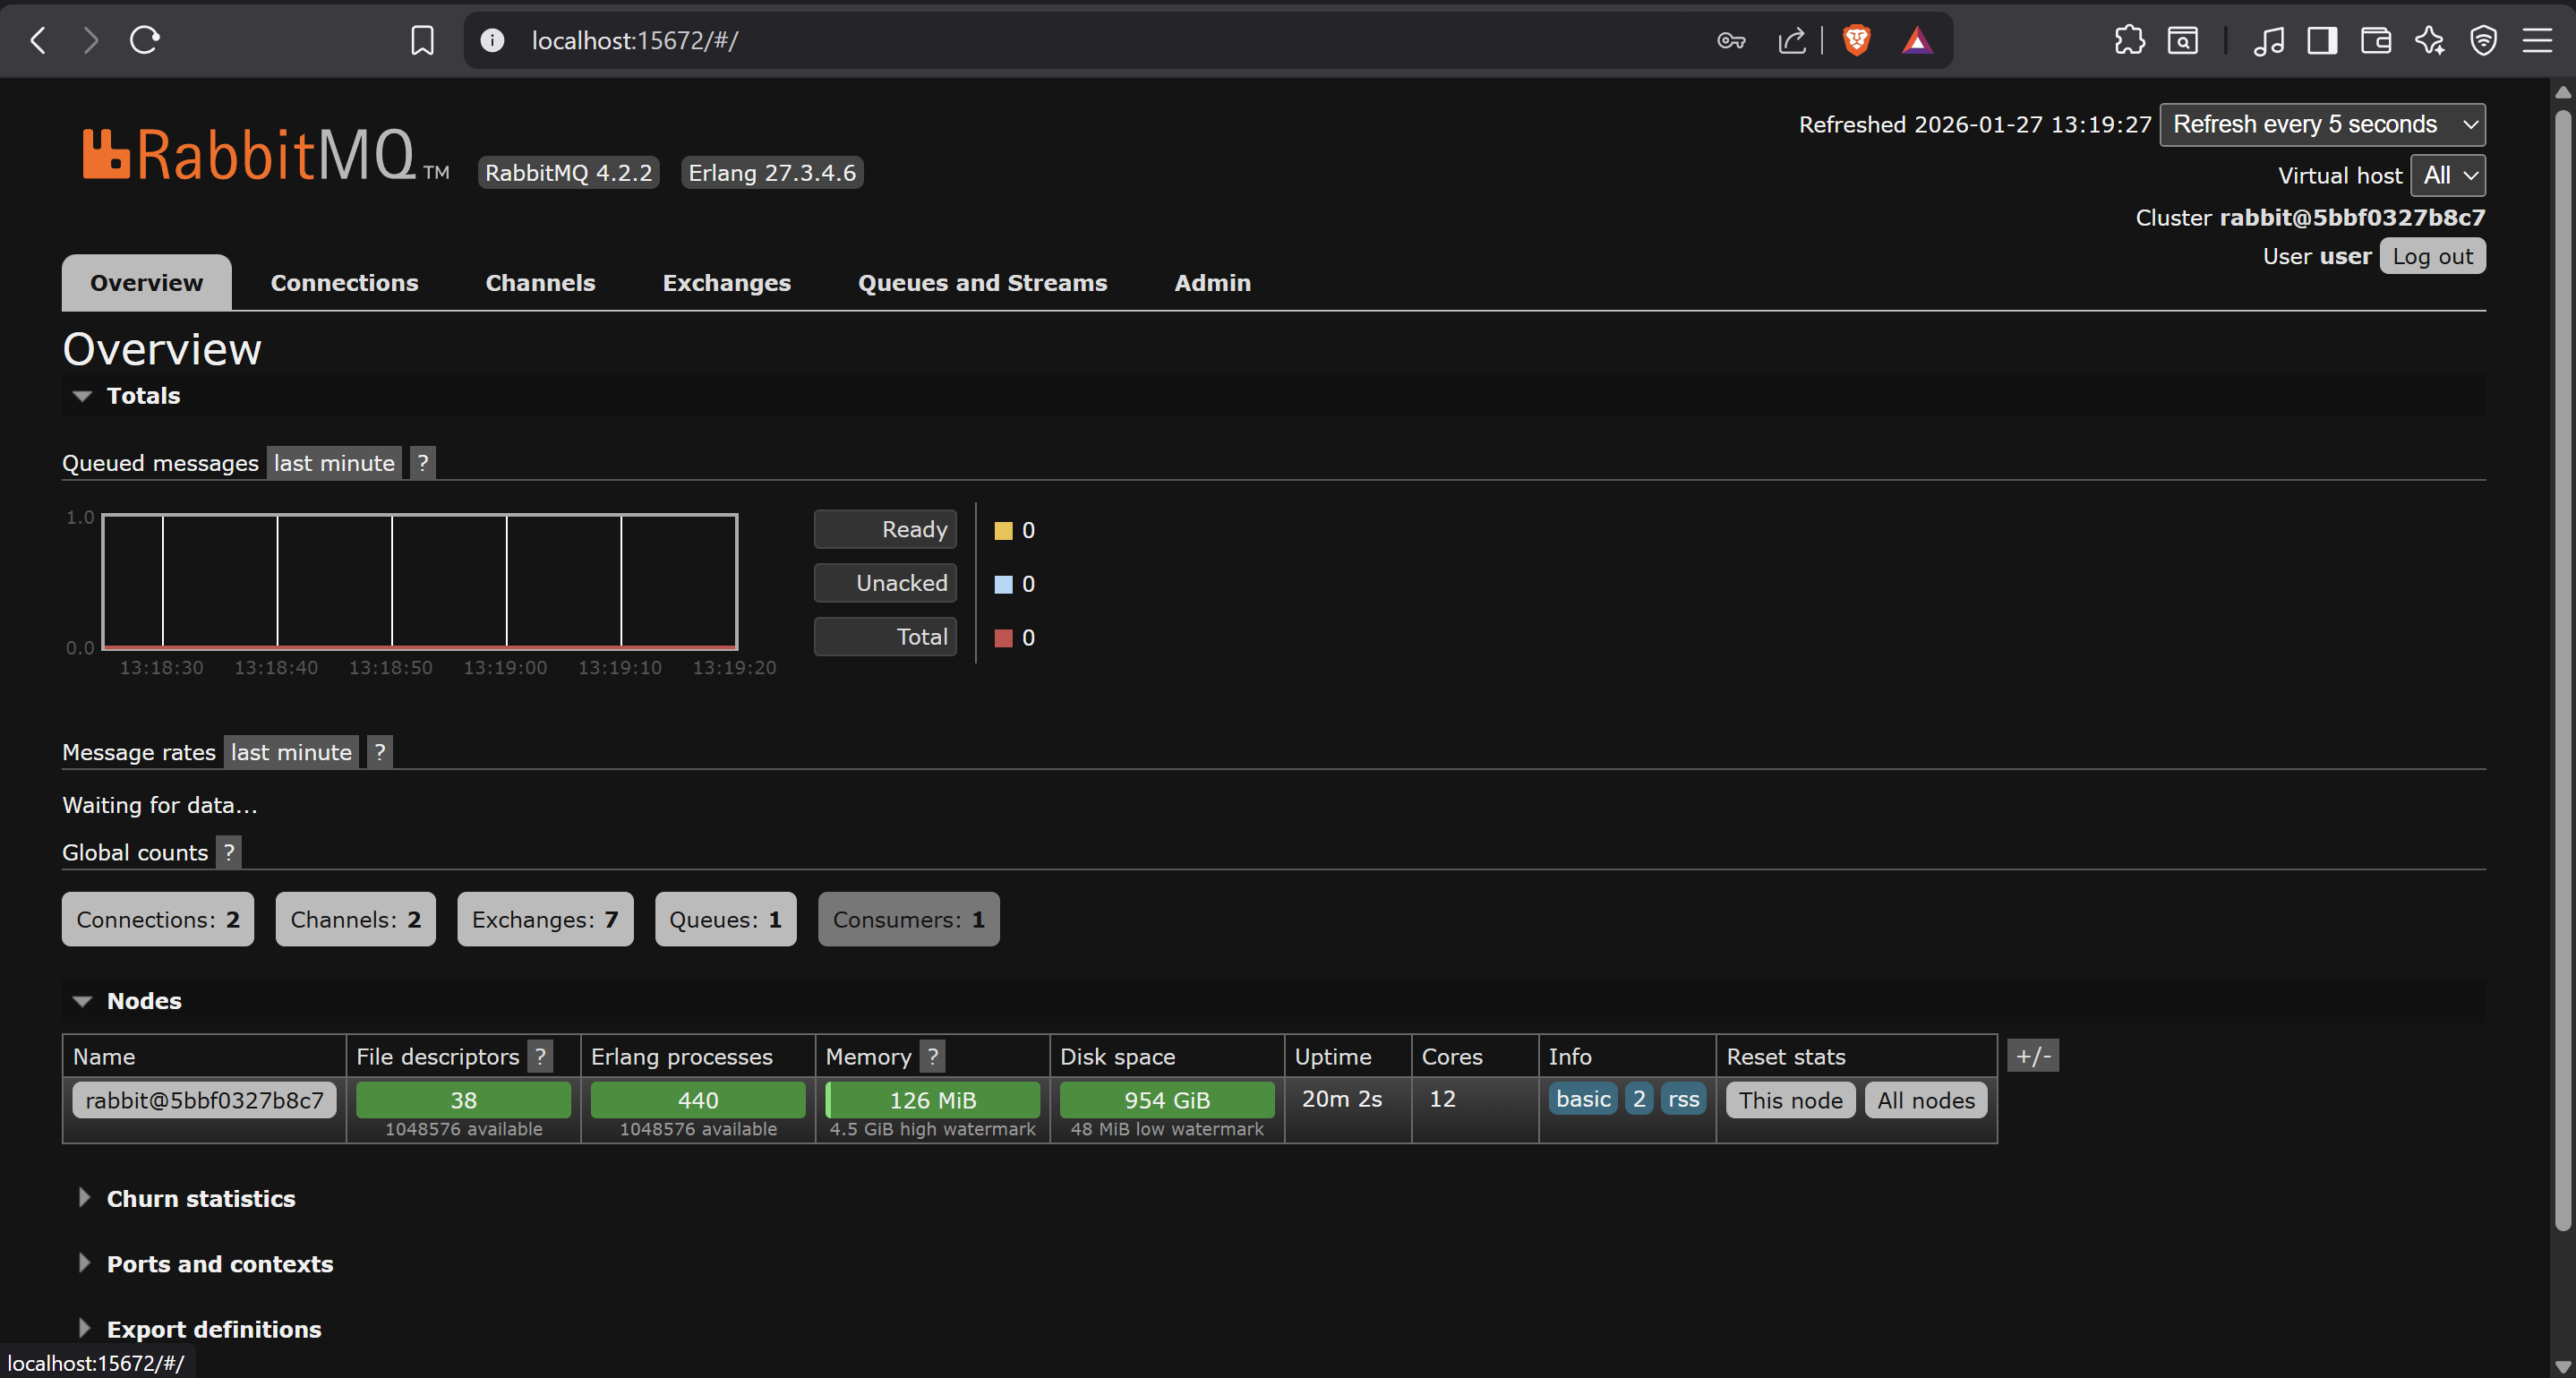 localhost:15672/#/
RabbitMQ TM
RabbitMQ 4.2.2 Erlang 27.3.4.6
Refreshed 2026-01-27 13:19:27 Refresh every 5 seconds
Virtual host All
Cluster rabbit@5bbf0327b8c7
User user Log out
Overview Connections Channels Exchanges Queues and Streams Admin
Overview
Totals
Queued messages last minute ?
1.0
0.0
13:18:30 13:18:40 13:18:50 13:19:00 13:19:10 13:19:20
Ready 0
Unacked 0
Total 0
Message rates last minute ?
Waiting for data...
Global counts ?
Connections: 2 Channels: 2 Exchanges: 7 Queues: 1 Consumers: 1
Nodes
Name File descriptors ? Erlang processes Memory ? Disk space Uptime Cores Info Reset stats +/-
rabbit@5bbf0327b8c7 38 440 126 MiB 954 GiB 20m 2s 12 basic 2 rss This node All nodes
1048576 available 1048576 available 4.5 GiB high watermark 48 MiB low watermark
Churn statistics
Ports and contexts
Export definitions
localhost:15672/#/